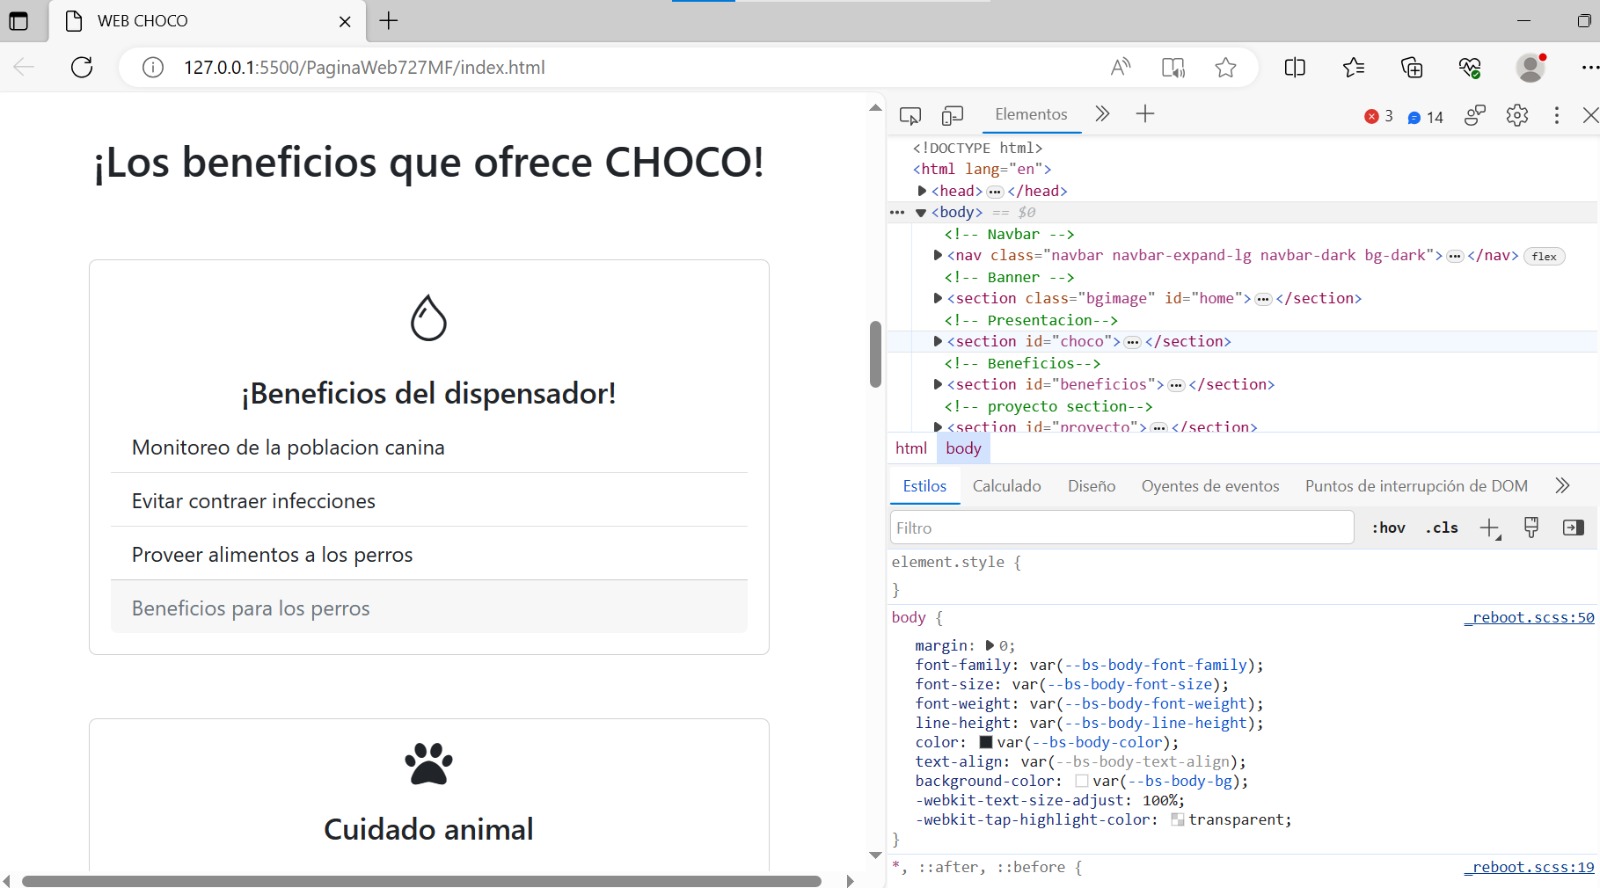 WEB CHOCO
127.0.0.1:5500/PaginaWeb727MF/index.html
¡Los beneficios que ofrece CHOCO!
¡Beneficios del dispensador!
Monitoreo de la poblacion canina
Evitar contraer infecciones
Proveer alimentos a los perros
Beneficios para los perros
Cuidado animal
Elementos
3
14
<!DOCTYPE html>
<html lang="en">
<head> ••• </head>
••• <body> == $0
<!-- Navbar -->
<nav class="navbar navbar-expand-lg navbar-dark bg-dark"> ••• </nav> flex
<!-- Banner -->
<section class="bgimage" id="home"> ••• </section>
<!-- Presentacion-->
<section id="choco"> ••• </section>
<!-- Beneficios-->
<section id="beneficios"> ••• </section>
<!-- proyecto section-->
<section id="proyecto"> ••• </section>
html body
Estilos Calculado Diseño Oyentes de eventos Puntos de interrupción de DOM
Filtro :hov .cls
element.style {
}
body { _reboot.scss:50
margin: 0;
font-family: var(--bs-body-font-family);
font-size: var(--bs-body-font-size);
font-weight: var(--bs-body-font-weight);
line-height: var(--bs-body-line-height);
color: var(--bs-body-color);
text-align: var(--bs-body-text-align);
background-color: var(--bs-body-bg);
-webkit-text-size-adjust: 100%;
-webkit-tap-highlight-color: transparent;
}
*, ::after, ::before { _reboot.scss:19